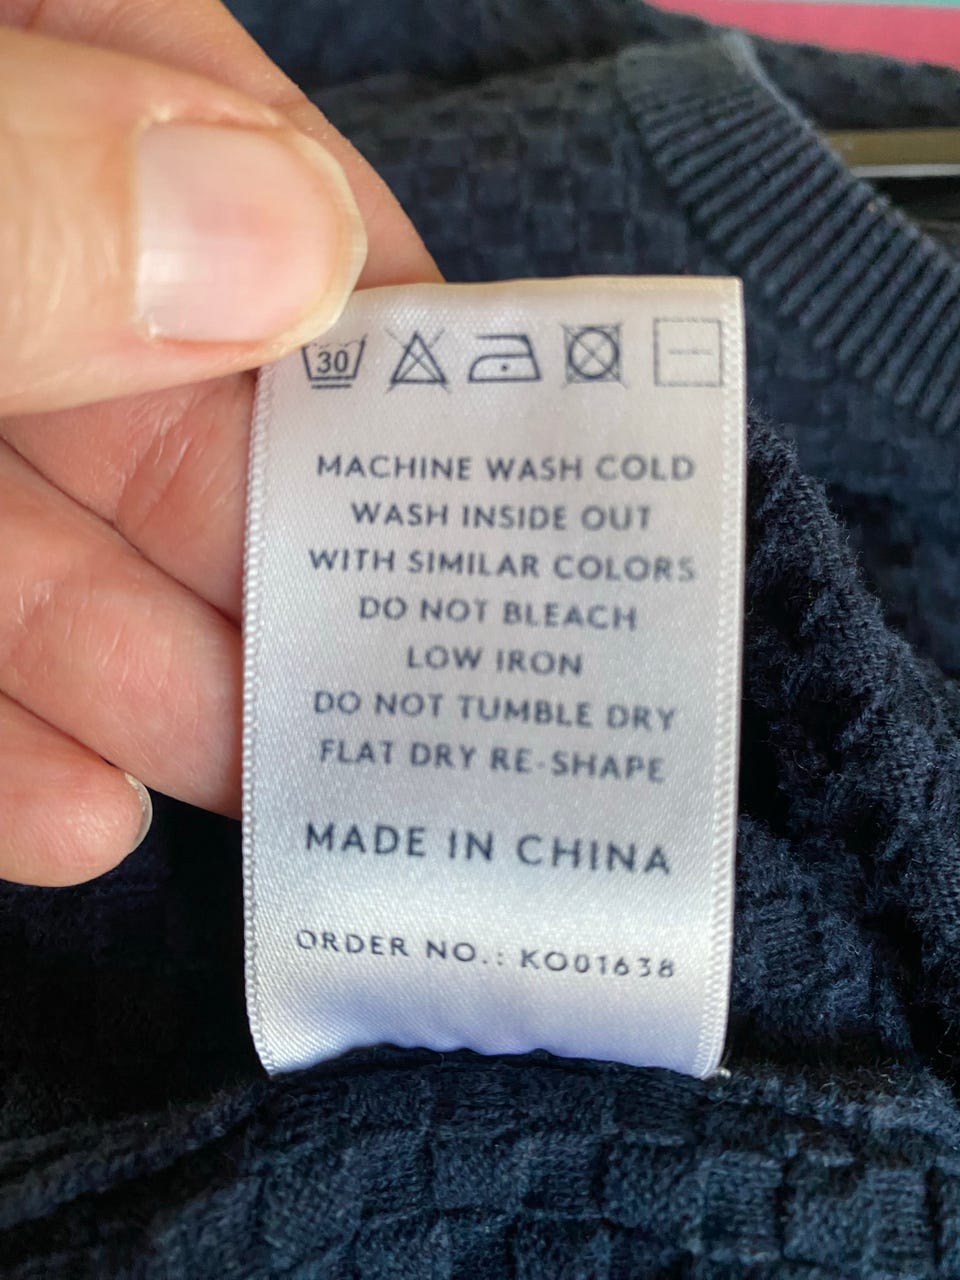 30
MACHINE WASH COLD
WASH INSIDE OUT
WITH SIMILAR COLORS
DO NOT BLEACH
LOW IRON
DO NOT TUMBLE DRY
FLAT DRY RE-SHAPE
MADE IN CHINA
ORDER NO.: KO01638